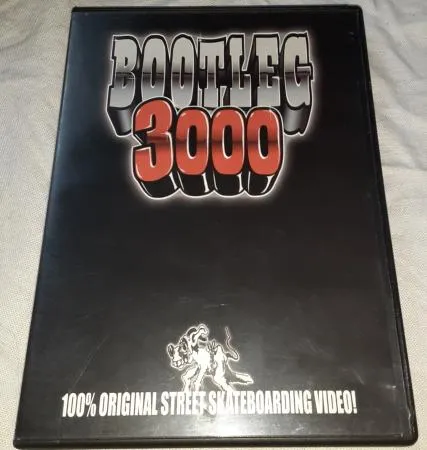 BOOTLEG
3000
100% ORIGINAL STREET SKATEBOARDING VIDEO!